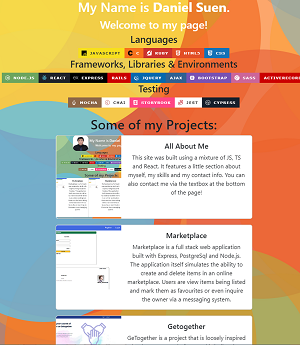 My Name is Daniel Suen.
Welcome to my page!
Languages
JAVASCRIPT C RUBY HTML5 CSS
Frameworks, Libraries & Environments
NODE.JS REACT EXPRESS RAILS JQUERY AJAX BOOTSTRAP SASS ACTIVERECORD
Testing
MOCHA CHAI STORYBOOK JEST CYPRESS
Some of my Projects:
All About Me
This site was built using a mixture of JS, TS
and React. It features a little section about
myself, my skills and my contact info. You can
also contact me via the textbox at the bottom
of the page!
Marketplace
Marketplace is a full stack web application
built with Express, PostgreSql and Node.js.
The application itself simulates the ability to
create and delete items in an online
marketplace. Users are view items being listed
and mark them as favourites or even inquire
the owner via a messaging system.
Getogether
GeTogether is a project that is loosely inspired